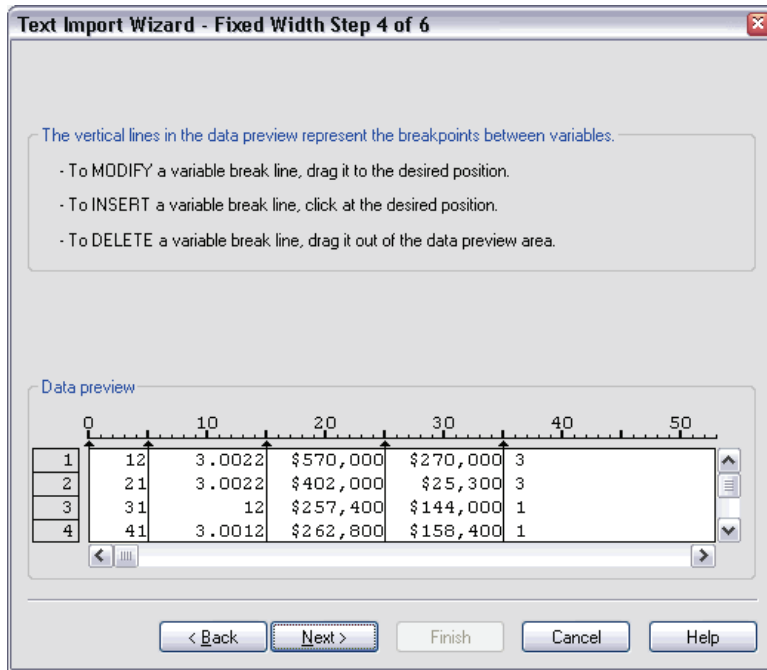 Text Import Wizard - Fixed Width Step 4 of 6
The vertical lines in the data preview represent the breakpoints between variables.
- To MODIFY a variable break line, drag it to the desired position.
- To INSERT a variable break line, click at the desired position.
- To DELETE a variable break line, drag it out of the data preview area.
Data preview
0 10 20 30 40 50
1 12 3.0022 $570,000 $270,000 3
2 21 3.0022 $402,000 $25,300 3
3 31 12 $257,400 $144,000 1
4 41 3.0012 $262,800 $158,400 1
< Back Next > Finish Cancel Help